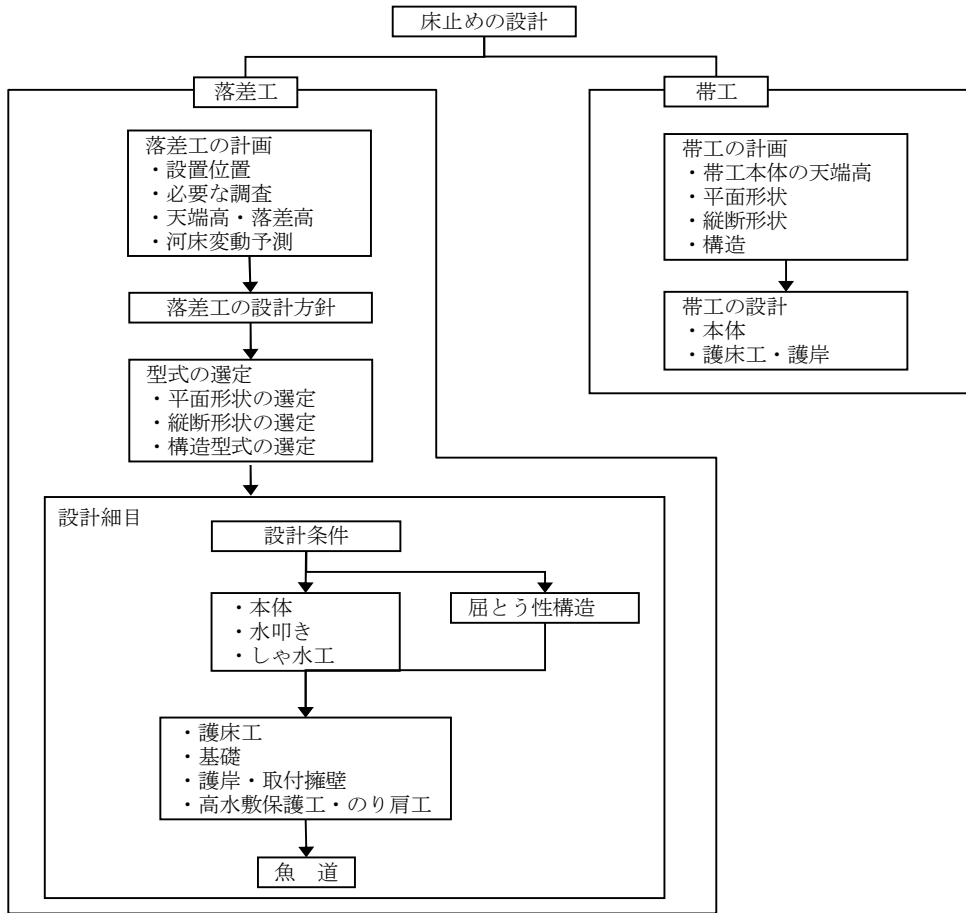 床止めの設計
落差工
落差工の計画
・設置位置
・必要な調査
・天端高・落差高
・河床変動予測
落差工の設計方針
型式の選定
・平面形状の選定
・縦断形状の選定
・構造型式の選定
設計細目
設計条件
・本体
・水叩き
・しゃ水工
屈とう性構造
・護床工
・基礎
・護岸・取付擁壁
・高水敷保護工・のり肩工
魚　道
帯工
帯工の計画
・帯工本体の天端高
・平面形状
・縦断形状
・構造
帯工の設計
・本体
・護床工・護岸